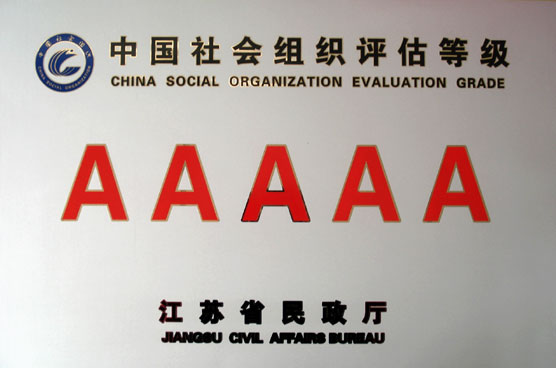 中国社会组织评估等级
CHINA SOCIAL ORGANIZATION EVALUATION GRADE
AAAAA
江苏省民政厅
JIANGSU CIVIL AFFAIRS BUREAU